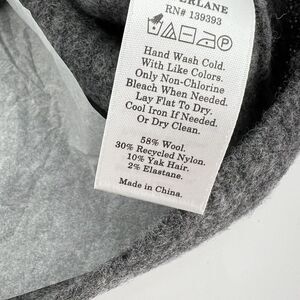 ERLANE
RN# 139393
Hand Wash Cold.
With Like Colors.
Only Non-Chlorine
Bleach When Needed.
Lay Flat To Dry.
Cool Iron If Needed.
Or Dry Clean.
58% Wool.
30% Recycled Nylon.
10% Yak Hair.
2% Elastane.
Made in China.